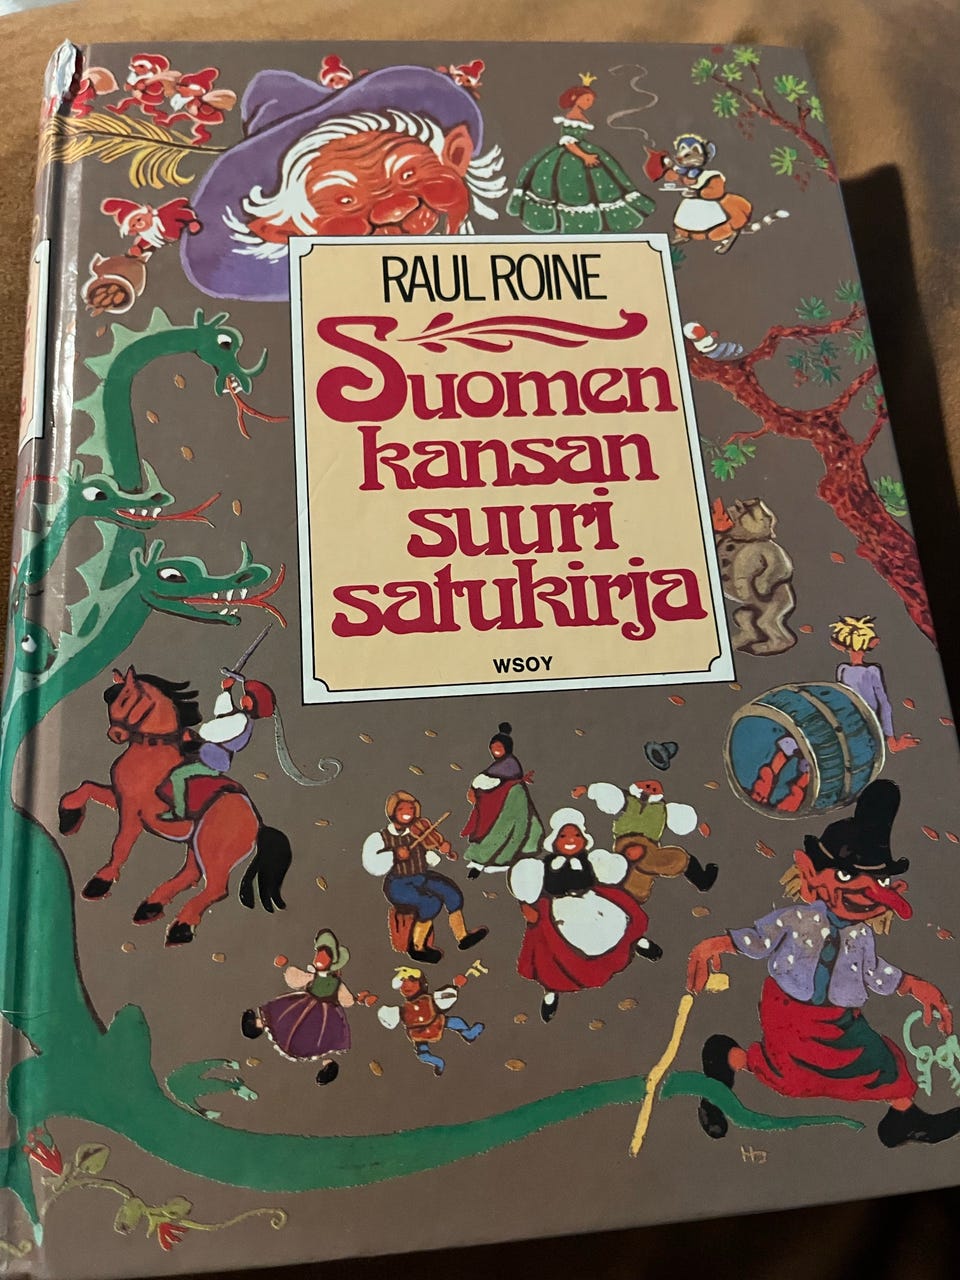 RAUL ROINE
Suomen
kansan
suuri
satukirja
WSOY